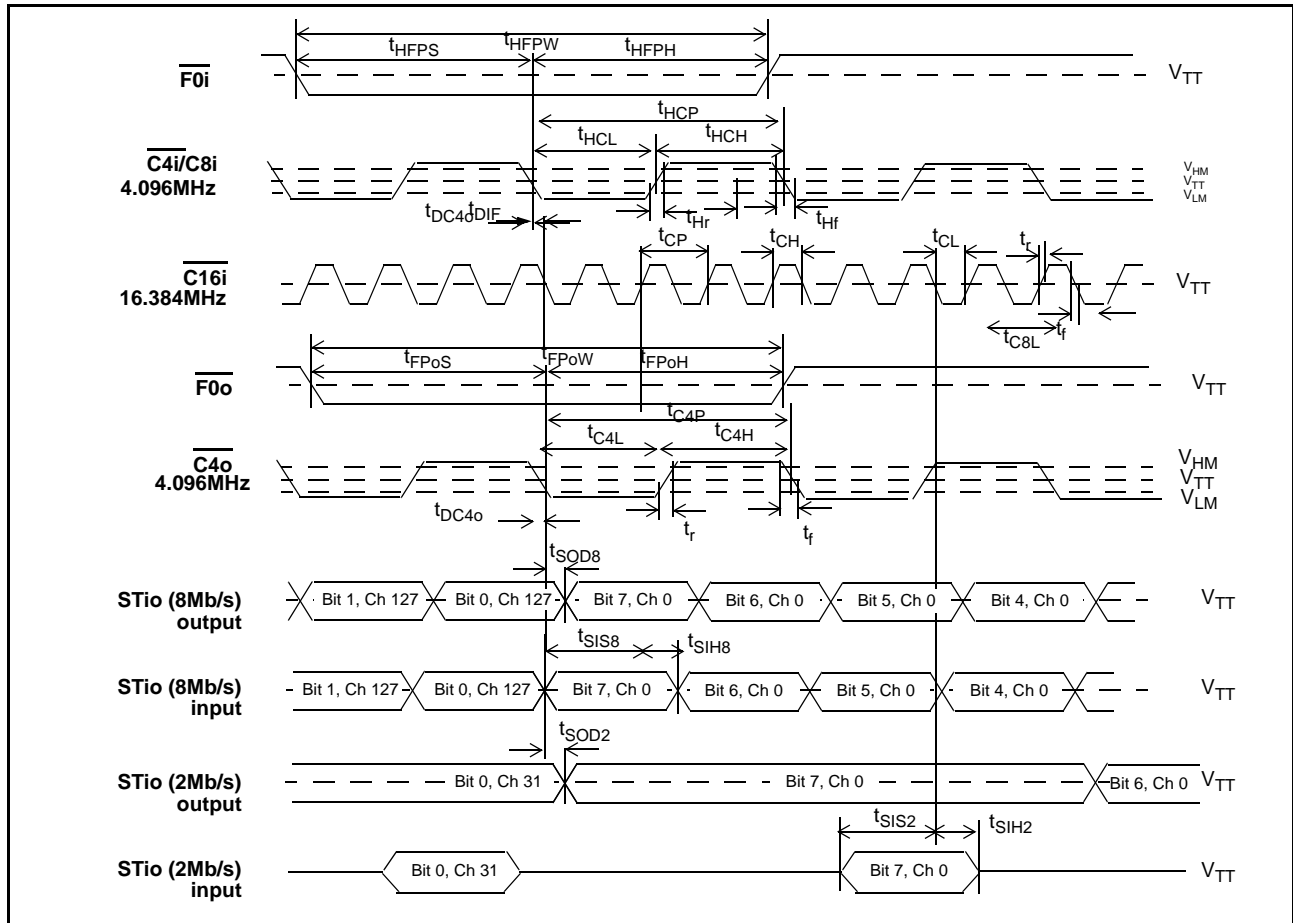 tHFPW
tHFPS tHFPH
F0i VTT
tHCP
tHCL tHCH
C4i/C8i
4.096MHz
VHM
VTT
VLM
tDC4o tDIF tHr tHf
tCP tCH tCL tr
C16i
16.384MHz
VTT
tC8L tf
tFPoS tFPoW tFPoH
F0o VTT
tC4P
tC4L tC4H
C4o
4.096MHz
VHM
VTT
VLM
tDC4o tr tf
tSOD8
STio (8Mb/s)
output
Bit 1, Ch 127 Bit 0, Ch 127 Bit 7, Ch 0 Bit 6, Ch 0 Bit 5, Ch 0 Bit 4, Ch 0 VTT
tSIS8 tSIH8
STio (8Mb/s)
input
Bit 1, Ch 127 Bit 0, Ch 127 Bit 7, Ch 0 Bit 6, Ch 0 Bit 5, Ch 0 Bit 4, Ch 0 VTT
tSOD2
STio (2Mb/s)
output
Bit 0, Ch 31 Bit 7, Ch 0 Bit 6, Ch 0 VTT
tSIS2 tSIH2
STio (2Mb/s)
input
Bit 0, Ch 31 Bit 7, Ch 0 VTT